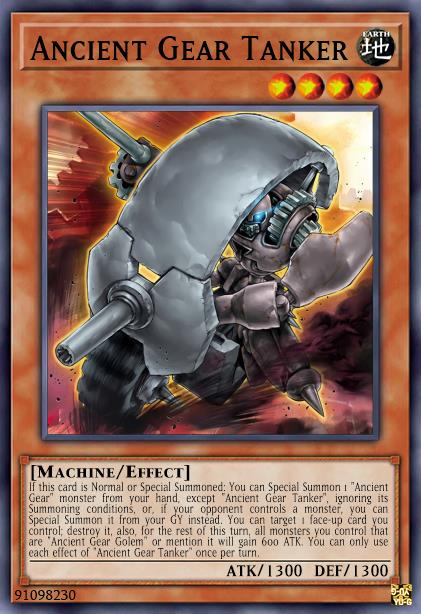 Ancient Gear Tanker
EARTH
地
[Machine/Effect]
If this card is Normal or Special Summoned: You can Special Summon 1 "Ancient
Gear" monster from your hand, except "Ancient Gear Tanker", ignoring its
Summoning conditions, or, if your opponent controls a monster, you can
Special Summon it from your GY instead. You can target 1 face-up card you
control; destroy it, also, for the rest of this turn, all monsters you control that
are "Ancient Gear Golem" or mention it will gain 600 ATK. You can only use
each effect of "Ancient Gear Tanker" once per turn.
ATK/1300 DEF/1300
91098230